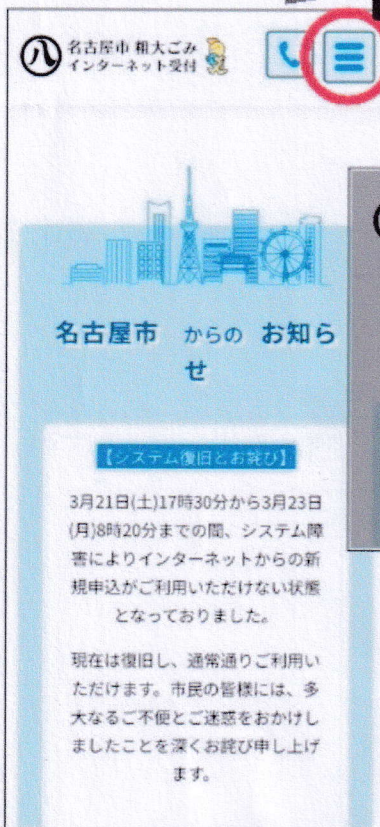 八
名古屋市 粗大ごみ
インターネット受付
名古屋市 からの お知ら
せ
【システム復旧とお詫び】
3月21日(土)17時30分から3月23日
(月)8時20分までの間、システム障
害によりインターネットからの新
規申込がご利用いただけない状態
となっておりました。
現在は復旧し、通常通りご利用い
ただけます。市民の皆様には、多
大なるご不便とご迷惑をおかけし
ましたことを深くお詫び申し上げ
ます。